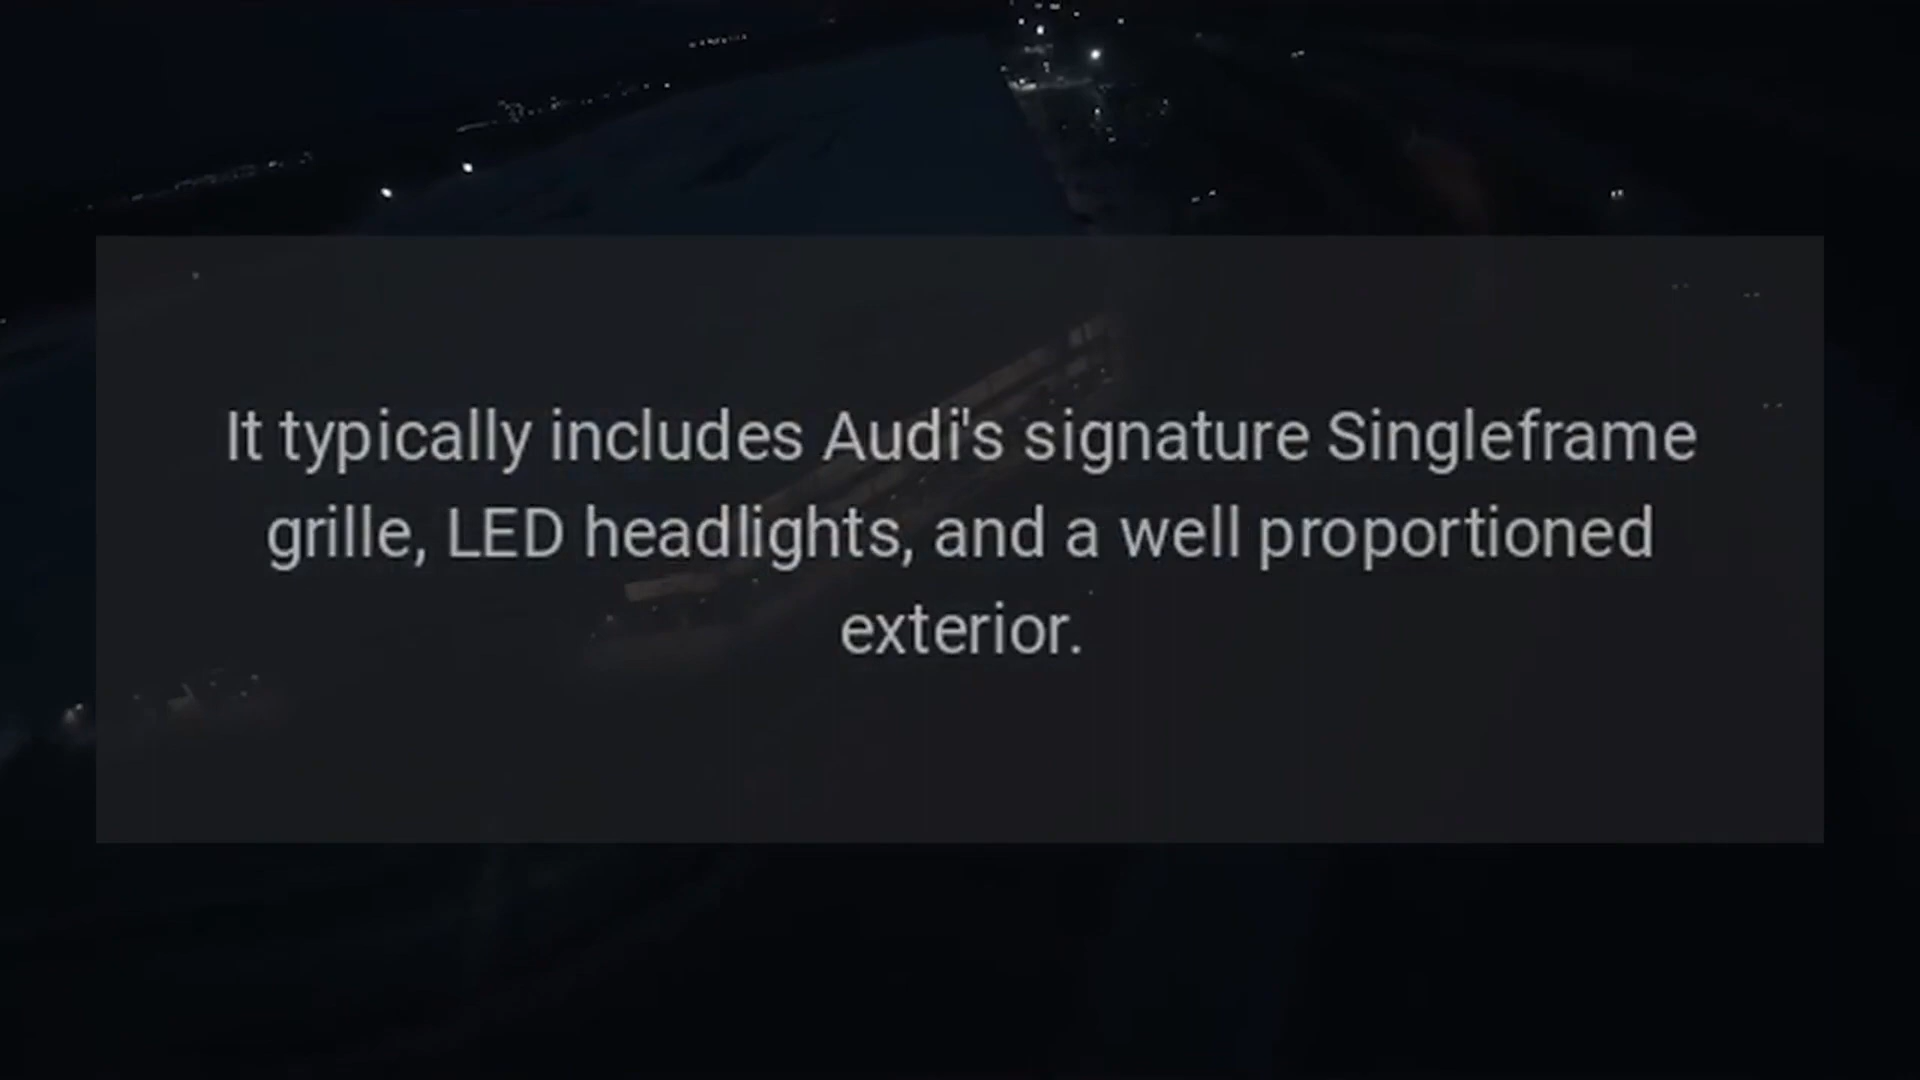 It typically includes Audi's signature Singleframe
grille, LED headlights, and a well proportioned
exterior.